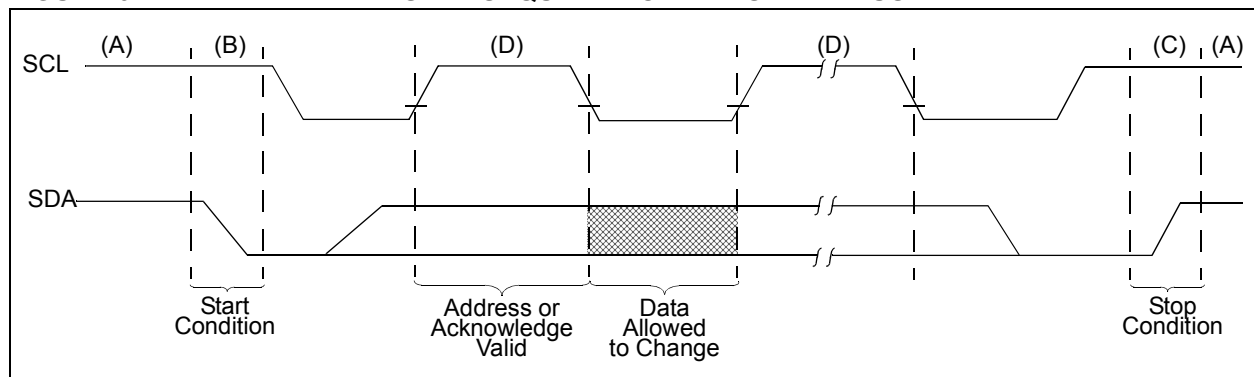 (A) (B) (D) (D) (C) (A)
SCL
SDA
Start
Condition
Address or
Acknowledge
Valid
Data
Allowed
to Change
Stop
Condition